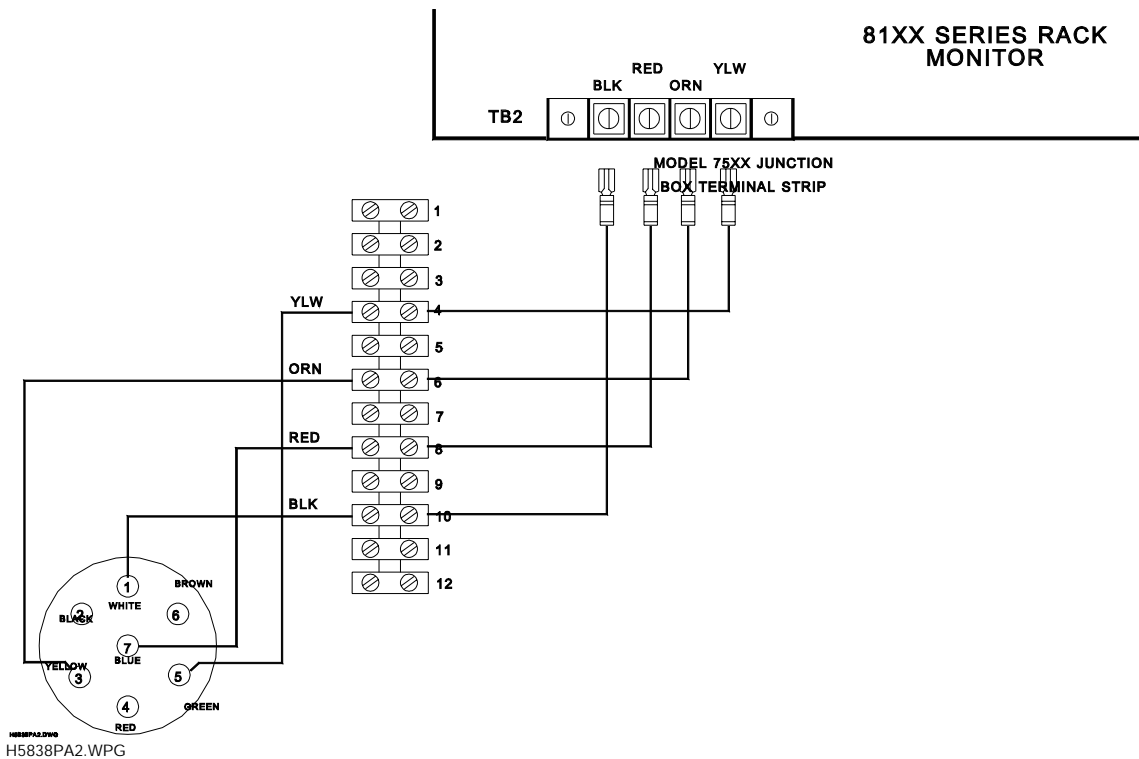 81XX SERIES RACK
MONITOR
RED
YLW
BLK
ORN
TB2
MODEL 75XX JUNCTION
BOX TERMINAL STRIP
1
2
3
YLW
4
5
ORN
6
7
RED
8
9
BLK
10
11
12
1
WHITE
BROWN
2
BLACK
6
7
BLUE
YELLOW
3
5
4
GREEN
RED
H5838PA2.DWG
H5838PA2.WPG